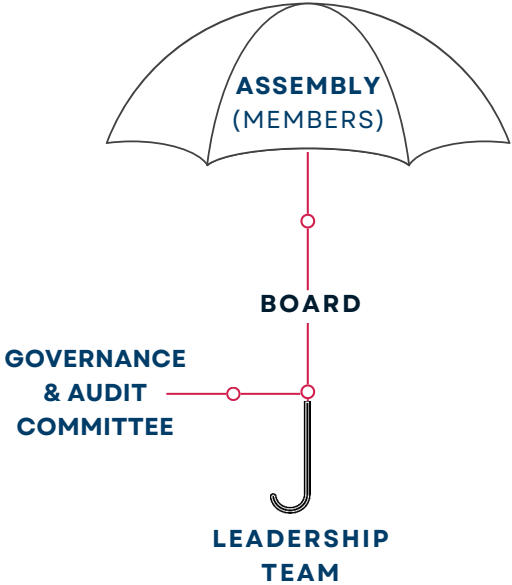 ASSEMBLY
(MEMBERS)
BOARD
GOVERNANCE
& AUDIT
COMMITTEE
LEADERSHIP
TEAM